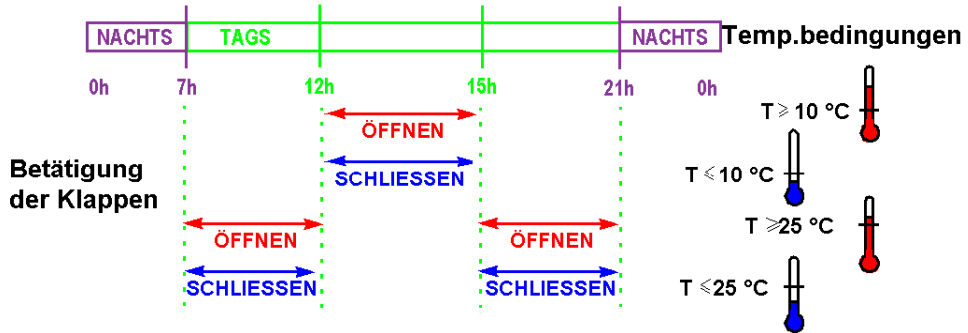 NACHTS TAGS NACHTS Temp.bedingungen
0h 7h 12h 15h 21h 0h
T ⩾ 10 °C
ÖFFNEN
Betätigung
der Klappen
T ⩽10 °C
SCHLIESSEN
T ⩾25 °C
ÖFFNEN ÖFFNEN
T ⩽25 °C
SCHLIESSEN SCHLIESSEN